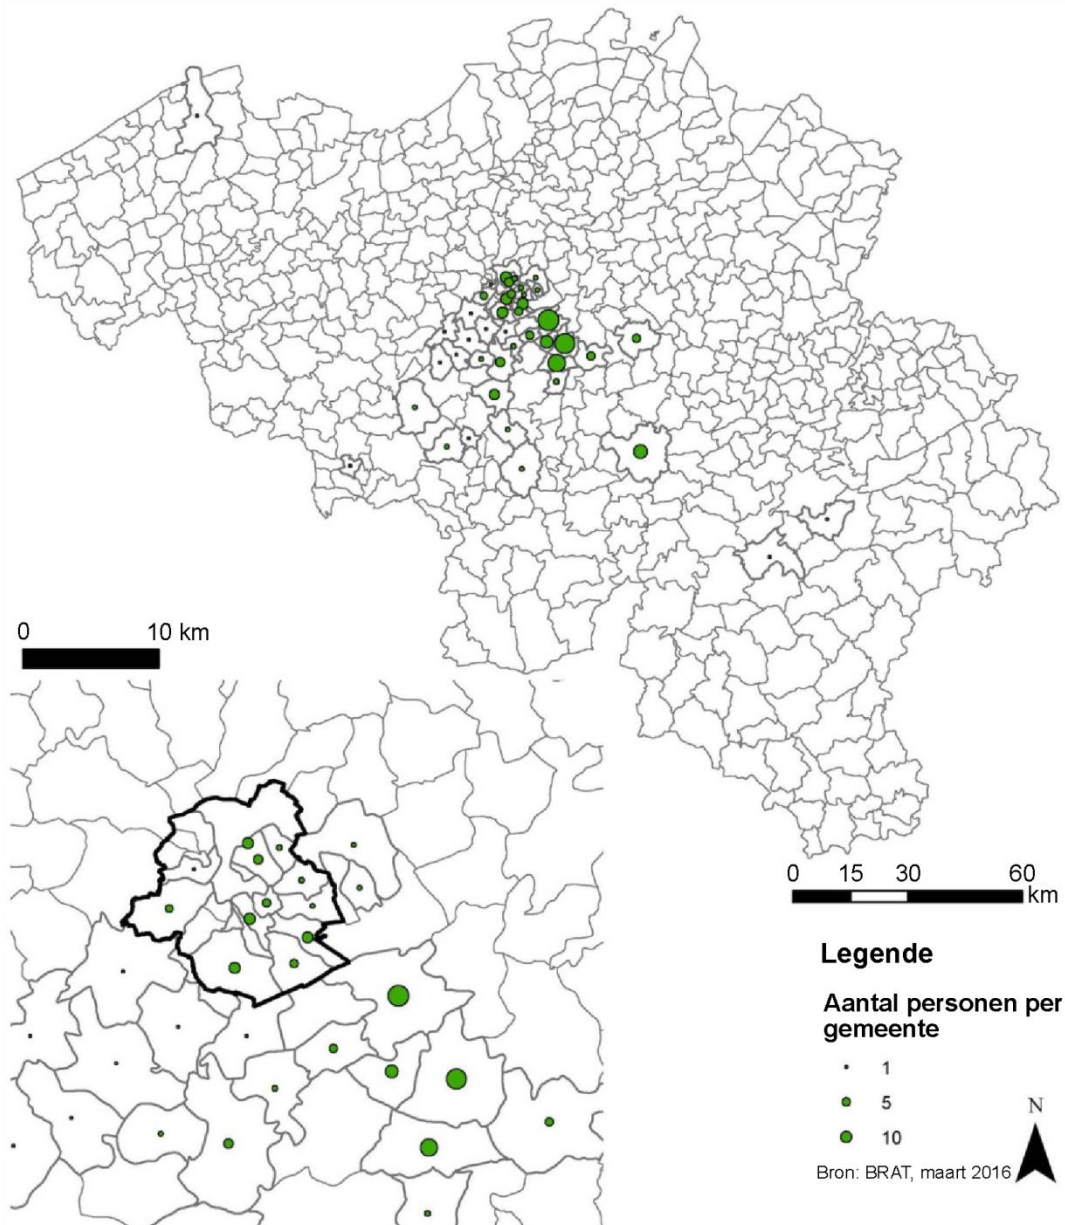 0 10 km
0 15 30 60
km
Legende
Aantal personen per
gemeente
1
5
10
N
Bron: BRAT, maart 2016